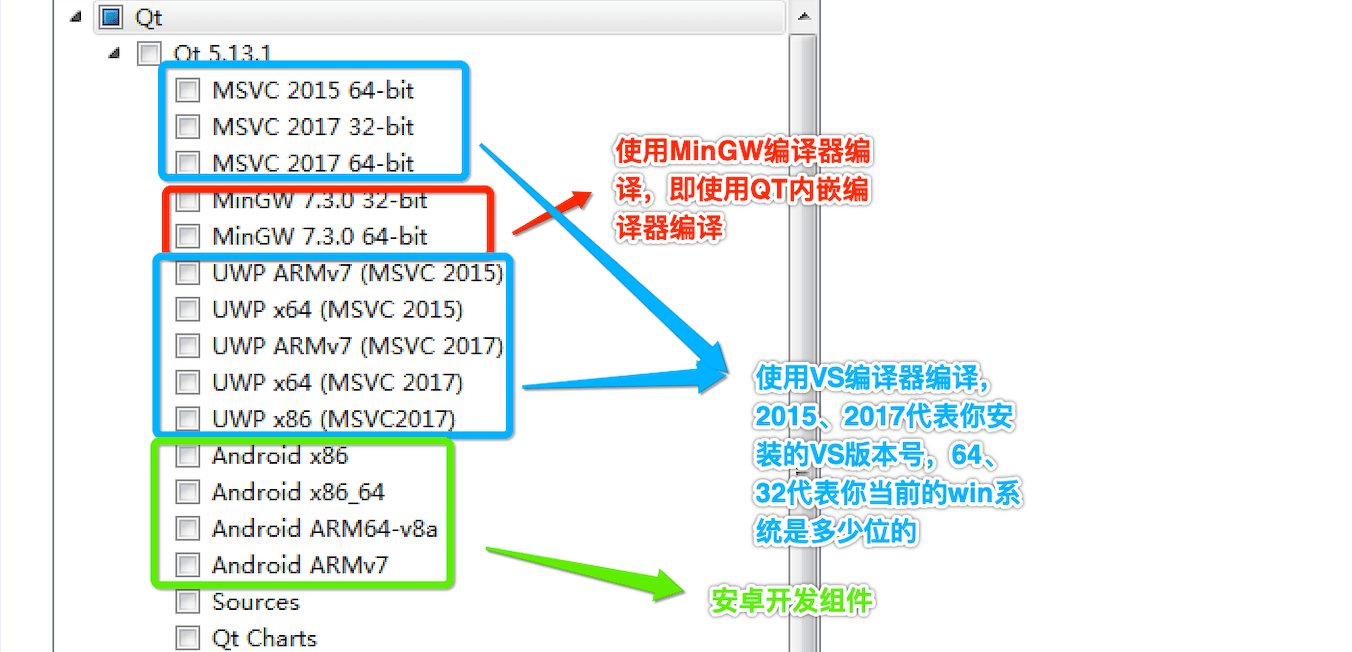 Qt
Qt 5.13.1
MSVC 2015 64-bit
MSVC 2017 32-bit
MSVC 2017 64-bit
MinGW 7.3.0 32-bit
MinGW 7.3.0 64-bit
UWP ARMv7 (MSVC 2015)
UWP x64 (MSVC 2015)
UWP ARMv7 (MSVC 2017)
UWP x64 (MSVC 2017)
UWP x86 (MSVC2017)
Android x86
Android x86_64
Android ARM64-v8a
Android ARMv7
Sources
Qt Charts
使用MinGW编译器编
译，即使用QT内嵌编
译器编译
使用VS编译器编译，
2015、2017代表你安
装的VS版本号，64、
32代表你当前的win系
统是多少位的
安卓开发组件